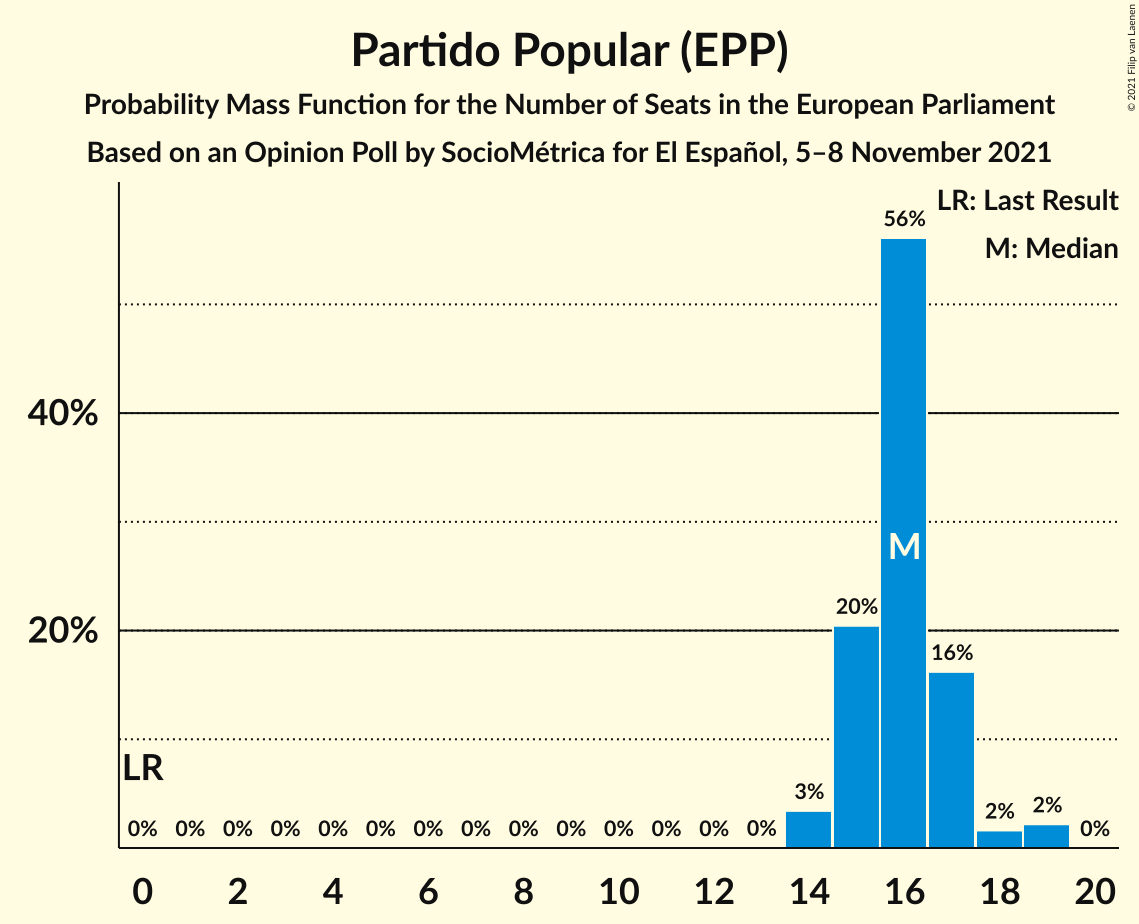 Partido Popular (EPP)
Probability Mass Function for the Number of Seats in the European Parliament
Based on an Opinion Poll by SocioMétrica for El Español, 5–8 November 2021
© 2021 Filip van Laenen
LR: Last Result
M: Median
56%
40%
M
20%
20%
16%
LR
3%
2%
2%
0% 0% 0% 0% 0% 0% 0% 0% 0% 0% 0% 0% 0% 0% 0%
0 2 4 6 8 10 12 14 16 18 20